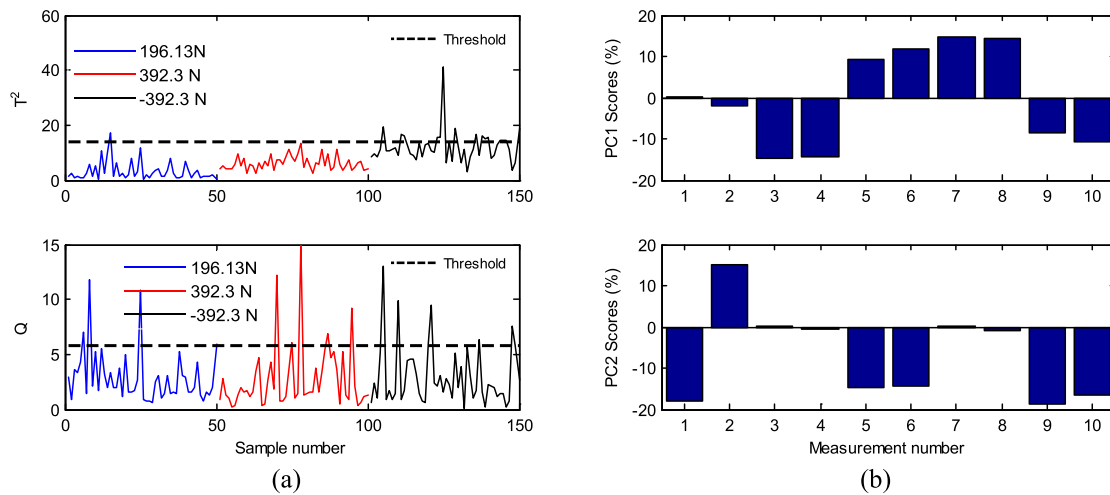 60
40
20
0
T2
196.13N
392.3 N
-392.3 N
Threshold
0
50
100
150
15
10
5
0
Q
196.13N
392.3 N
-392.3 N
Threshold
0
50
100
150
Sample number
(a)
20
10
0
-10
-20
PC1 Scores (%)
1 2 3 4 5 6 7 8 9 10
20
10
0
-10
-20
PC2 Scores (%)
1 2 3 4 5 6 7 8 9 10
Measurement number
(b)